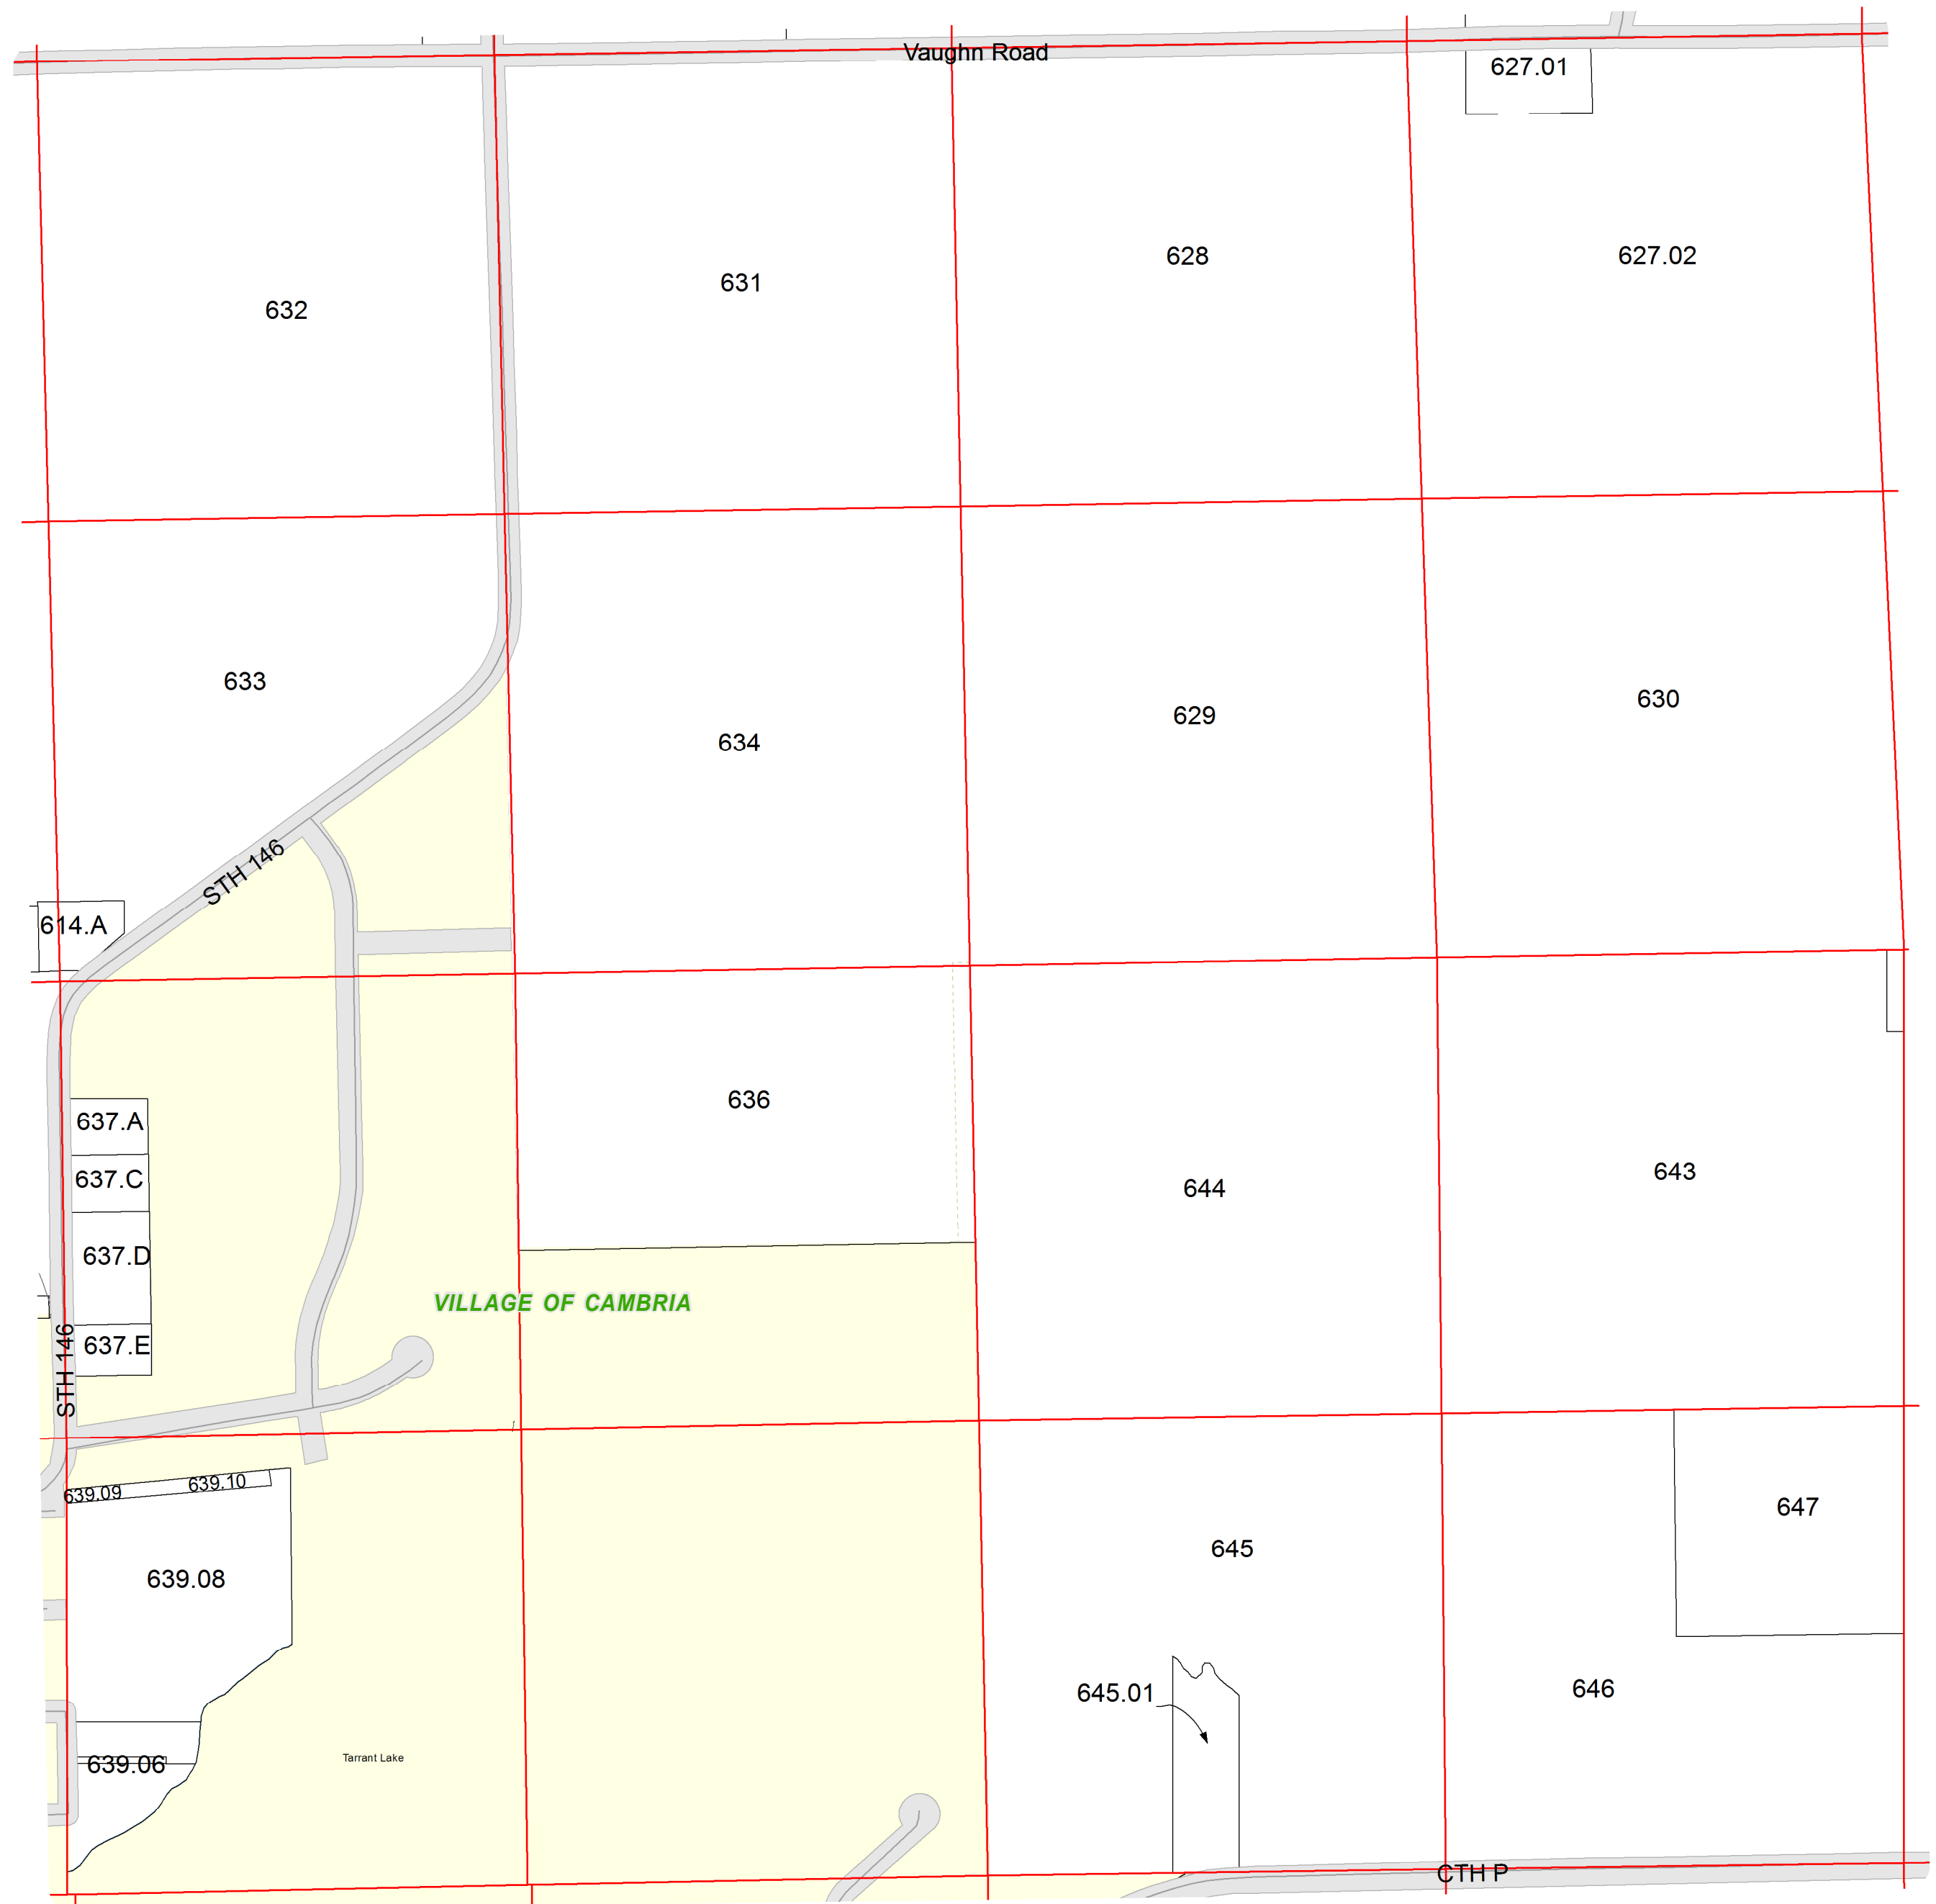 Vaughn Road
627.01
628
627.02
631
632
633
629
630
634
STH 146
614.A
636
637.A
637.C
644
643
637.D
VILLAGE OF CAMBRIA
637.E
STH 146
639.09
639.10
647
645
639.08
645.01
646
Tarrant Lake
639.06
CTH P